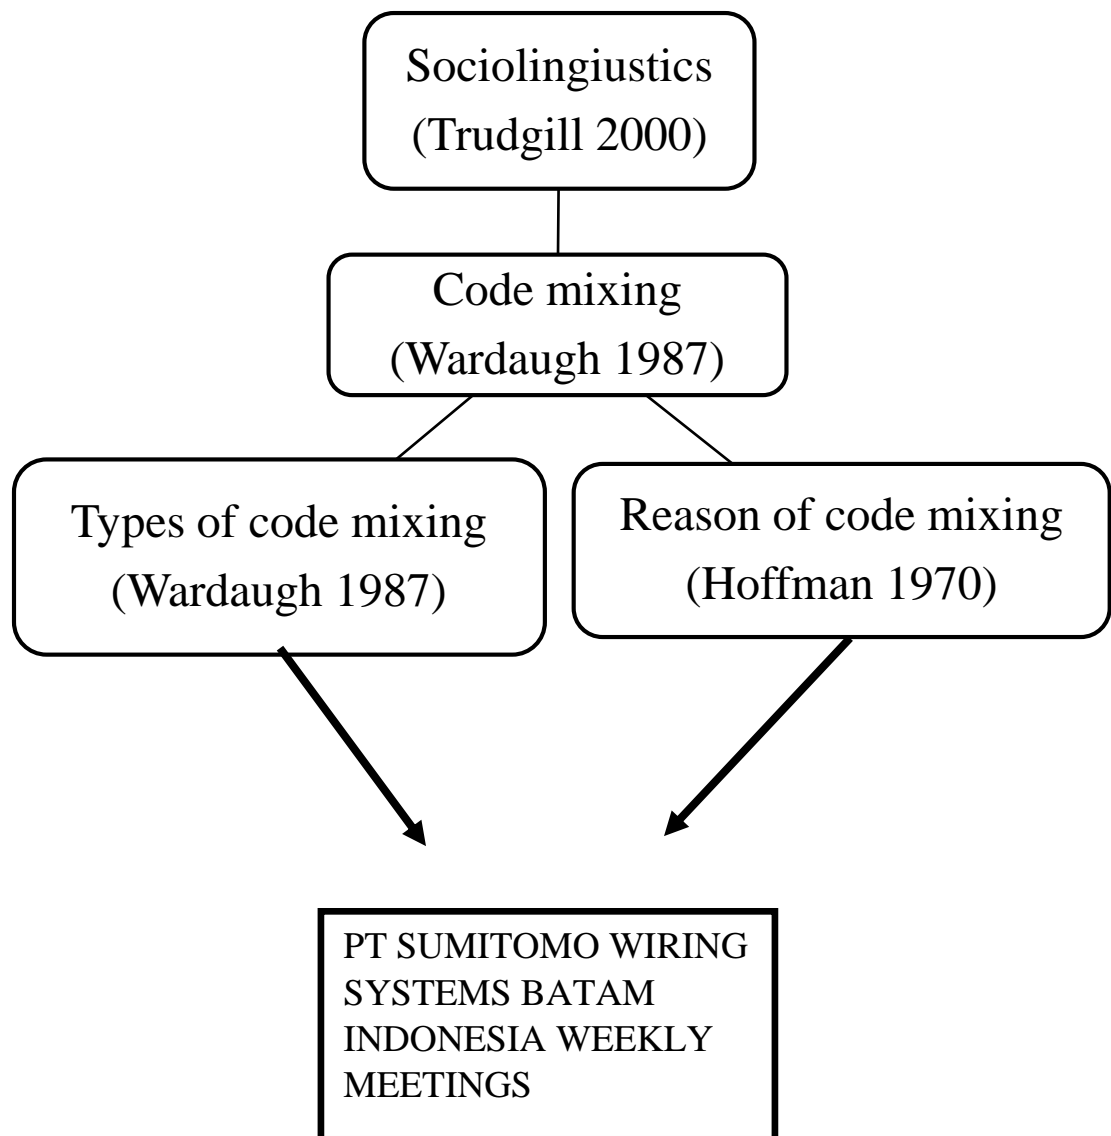 Sociolingiustics
(Trudgill 2000)
Code mixing
(Wardaugh 1987)
Types of code mixing
(Wardaugh 1987)
Reason of code mixing
(Hoffman 1970)
PT SUMITOMO WIRING
SYSTEMS BATAM
INDONESIA WEEKLY
MEETINGS